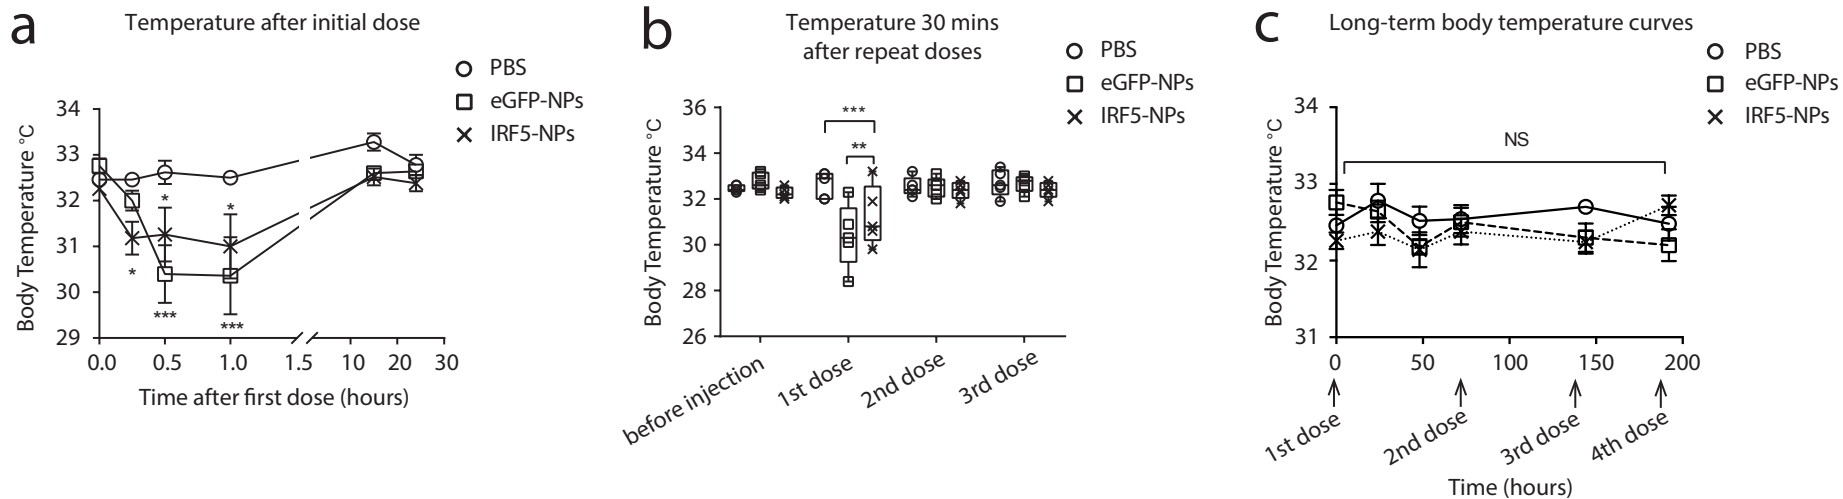 a
Temperature after initial dose
PBS
eGFP-NPs
IRF5-NPs
34
33
32
31
30
29
Body Temperature °C
*
*
*
***
***
0.0 0.5 1.0 1.5 10 20 30
Time after first dose (hours)
b
Temperature 30 mins
after repeat doses
PBS
eGFP-NPs
IRF5-NPs
36
34
32
30
28
26
Body Temperature °C
***
**
before injection
1st dose
2nd dose
3rd dose
c
Long-term body temperature curves
PBS
eGFP-NPs
IRF5-NPs
34
33
32
31
Body Temperature °C
NS
0 50 100 150 200
1st dose
2nd dose
3rd dose
4th dose
Time (hours)